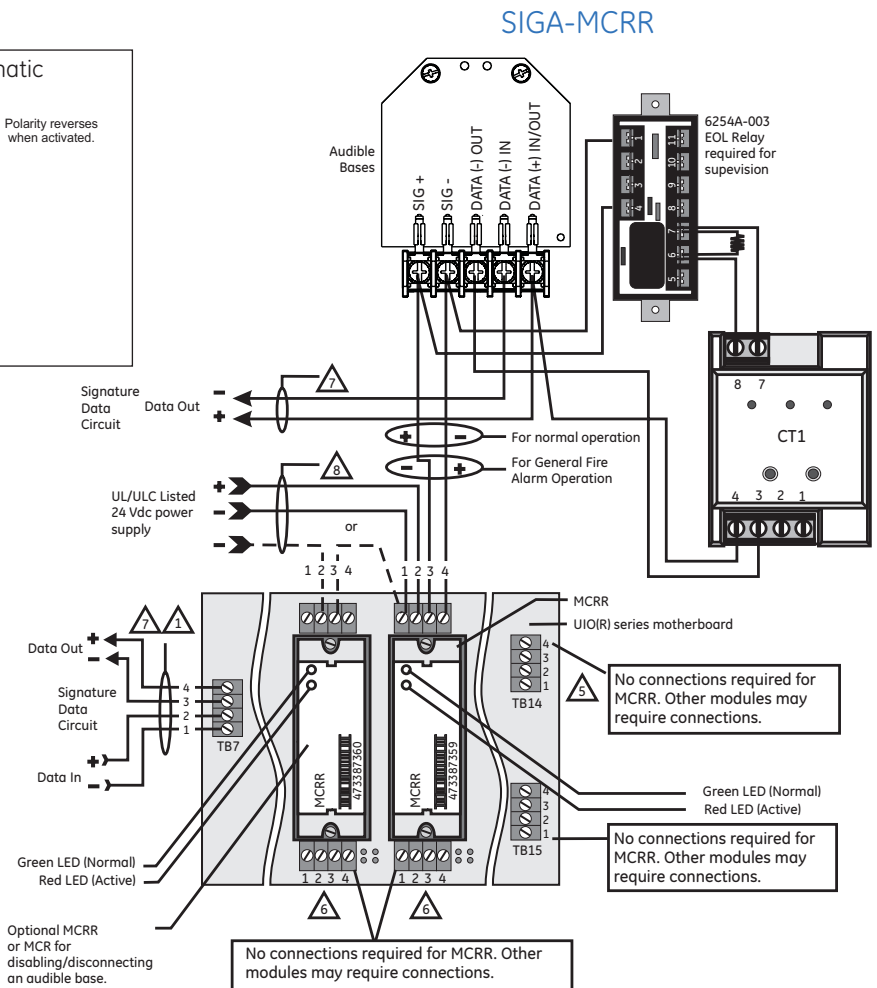 SIGA-MCRR
natic
Polarity reverses
when activated.
Audible
Bases
SIG +
SIG -
DATA (-) OUT
DATA (-) IN
DATA (+) IN/OUT
1
2
3
4
11
10
9
8
7
6
5
6254A-003
EOL Relay
required for
supevision
8 7
CT1
4 3 2 1
Signature
Data
Circuit
Data Out
-
+
7
+ -
For normal operation
- +
For General Fire
Alarm Operation
8
UL/ULC Listed
24 Vdc power
supply
+
-
-
or
1 2 3 4
1 2 3 4
MCRR
UIO(R) series motherboard
7 1
Data Out
+
-
Signature
Data
Circuit
+
-
Data In
4
3
2
1
TB7
MCRR
473387360
MCRR
473387359
4
3
2
1
TB14
5
No connections required for
MCRR. Other modules may
require connections.
Green LED (Normal)
Red LED (Active)
4
3
2
1
TB15
No connections required for
MCRR. Other modules may
require connections.
Green LED (Normal)
Red LED (Active)
1 2 3 4
1 2 3 4
6
6
Optional MCRR
or MCR for
disabling/disconnecting
an audible base.
No connections required for MCRR. Other
modules may require connections.